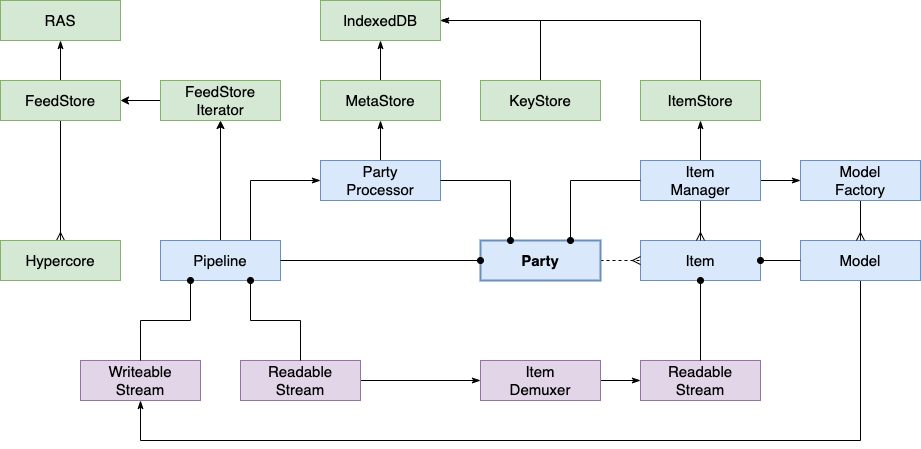 RAS
IndexedDB
FeedStore
FeedStore
Iterator
MetaStore
KeyStore
ItemStore
Party
Processor
Item
Manager
Model
Factory
Hypercore
Pipeline
Party
Item
Model
Writeable
Stream
Readable
Stream
Item
Demuxer
Readable
Stream